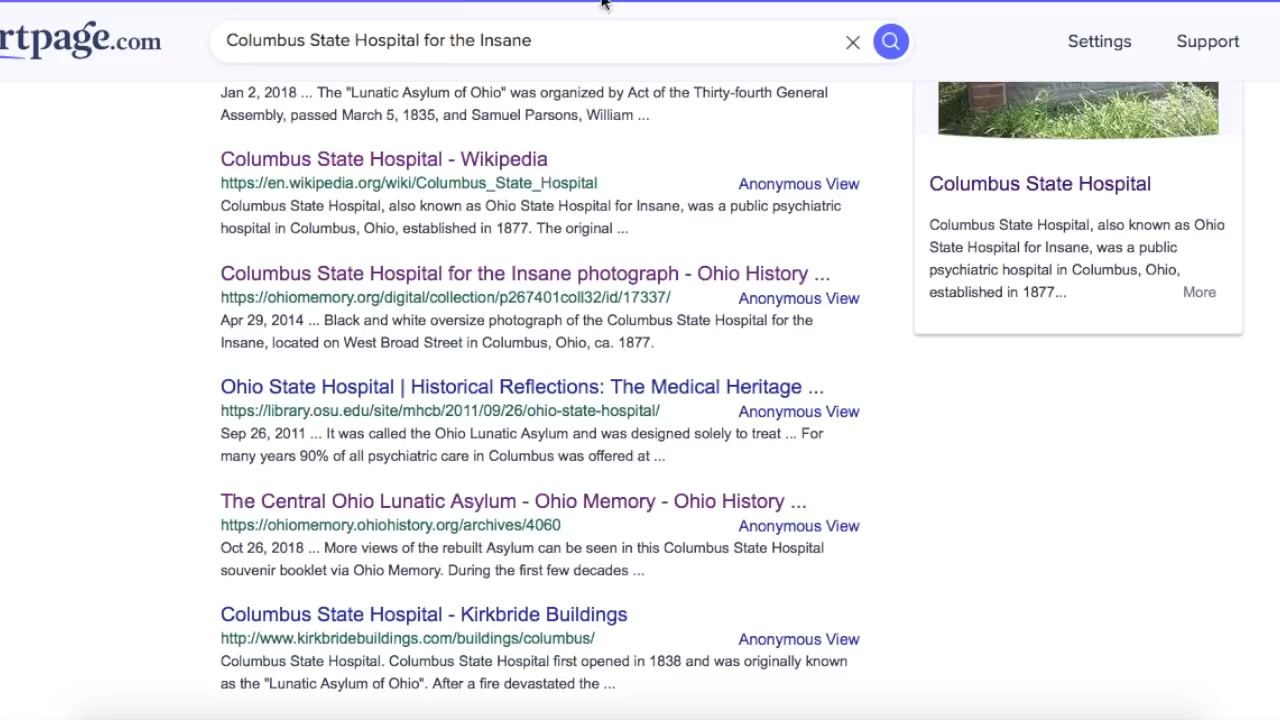 rtpage.com
Columbus State Hospital for the Insane
Settings
Support
Jan 2, 2018 ... The "Lunatic Asylum of Ohio" was organized by Act of the Thirty-fourth General
Assembly, passed March 5, 1835, and Samuel Parsons, William ...
Columbus State Hospital - Wikipedia
https://en.wikipedia.org/wiki/Columbus_State_Hospital
Anonymous View
Columbus State Hospital, also known as Ohio State Hospital for Insane, was a public psychiatric
hospital in Columbus, Ohio, established in 1877. The original ...
Columbus State Hospital for the Insane photograph - Ohio History ...
https://ohiomemory.org/digital/collection/p267401coll32/id/17337/
Anonymous View
Apr 29, 2014 ... Black and white oversize photograph of the Columbus State Hospital for the
Insane, located on West Broad Street in Columbus, Ohio, ca. 1877.
Ohio State Hospital | Historical Reflections: The Medical Heritage ...
https://library.osu.edu/site/mhcb/2011/09/26/ohio-state-hospital/
Anonymous View
Sep 26, 2011 ... It was called the Ohio Lunatic Asylum and was designed solely to treat ... For
many years 90% of all psychiatric care in Columbus was offered at ...
The Central Ohio Lunatic Asylum - Ohio Memory - Ohio History ...
https://ohiomemory.ohiohistory.org/archives/4060
Anonymous View
Oct 26, 2018 ... More views of the rebuilt Asylum can be seen in this Columbus State Hospital
souvenir booklet via Ohio Memory. During the first few decades ...
Columbus State Hospital - Kirkbride Buildings
http://www.kirkbridebuildings.com/buildings/columbus/
Anonymous View
Columbus State Hospital. Columbus State Hospital first opened in 1838 and was originally known
as the "Lunatic Asylum of Ohio". After a fire devastated the ...
Columbus State Hospital
Columbus State Hospital, also known as Ohio
State Hospital for Insane, was a public
psychiatric hospital in Columbus, Ohio,
established in 1877...
More